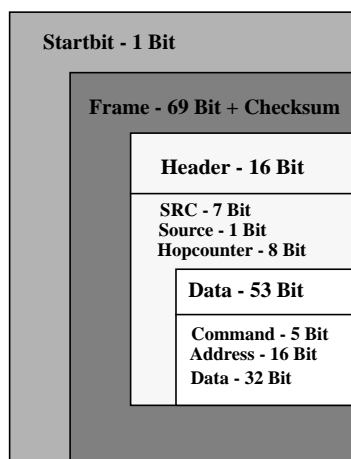 Startbit - 1 Bit
Frame - 69 Bit + Checksum
Header - 16 Bit
SRC - 7 Bit
Source - 1 Bit
Hopcounter - 8 Bit
Data - 53 Bit
Command - 5 Bit
Address - 16 Bit
Data - 32 Bit